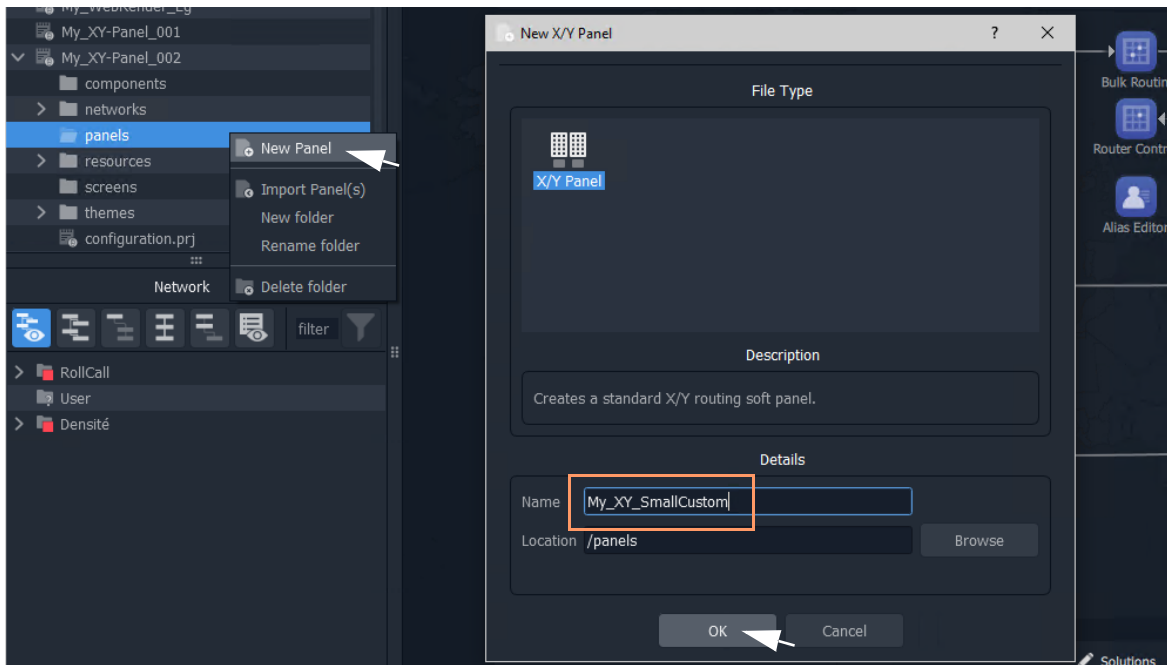 My_WebRender_Eg
My_XY-Panel_001
My_XY-Panel_002
components
networks
panels
resources
screens
themes
configuration.prj
New Panel
Import Panel(s)
New folder
Rename folder
Delete folder
Network
filter
RollCall
User
Densité
New X/Y Panel
?
File Type
X/Y Panel
Description
Creates a standard X/Y routing soft panel.
Details
Name My_XY_SmallCustom
Location /panels Browse
OK Cancel
Bulk Routin
Router Contr
Alias Editor
Solutions